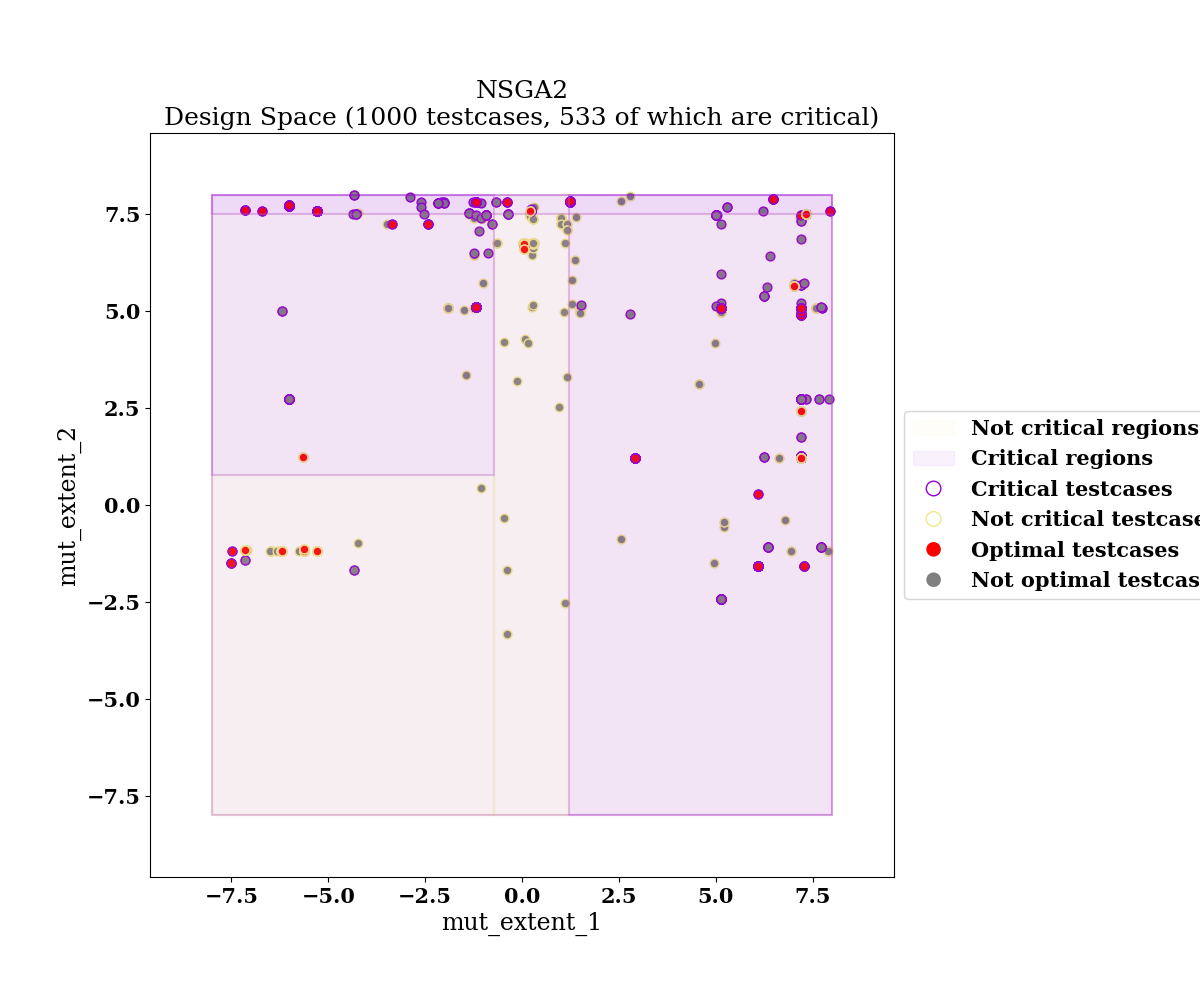 NSGA2
Design Space (1000 testcases, 533 of which are critical)
mut_extent_2
7.5
5.0
2.5
0.0
−2.5
−5.0
−7.5
−7.5
−5.0
−2.5
0.0
2.5
5.0
7.5
mut_extent_1
Not critical regions
Critical regions
Critical testcases
Not critical testcase
Optimal testcases
Not optimal testcas